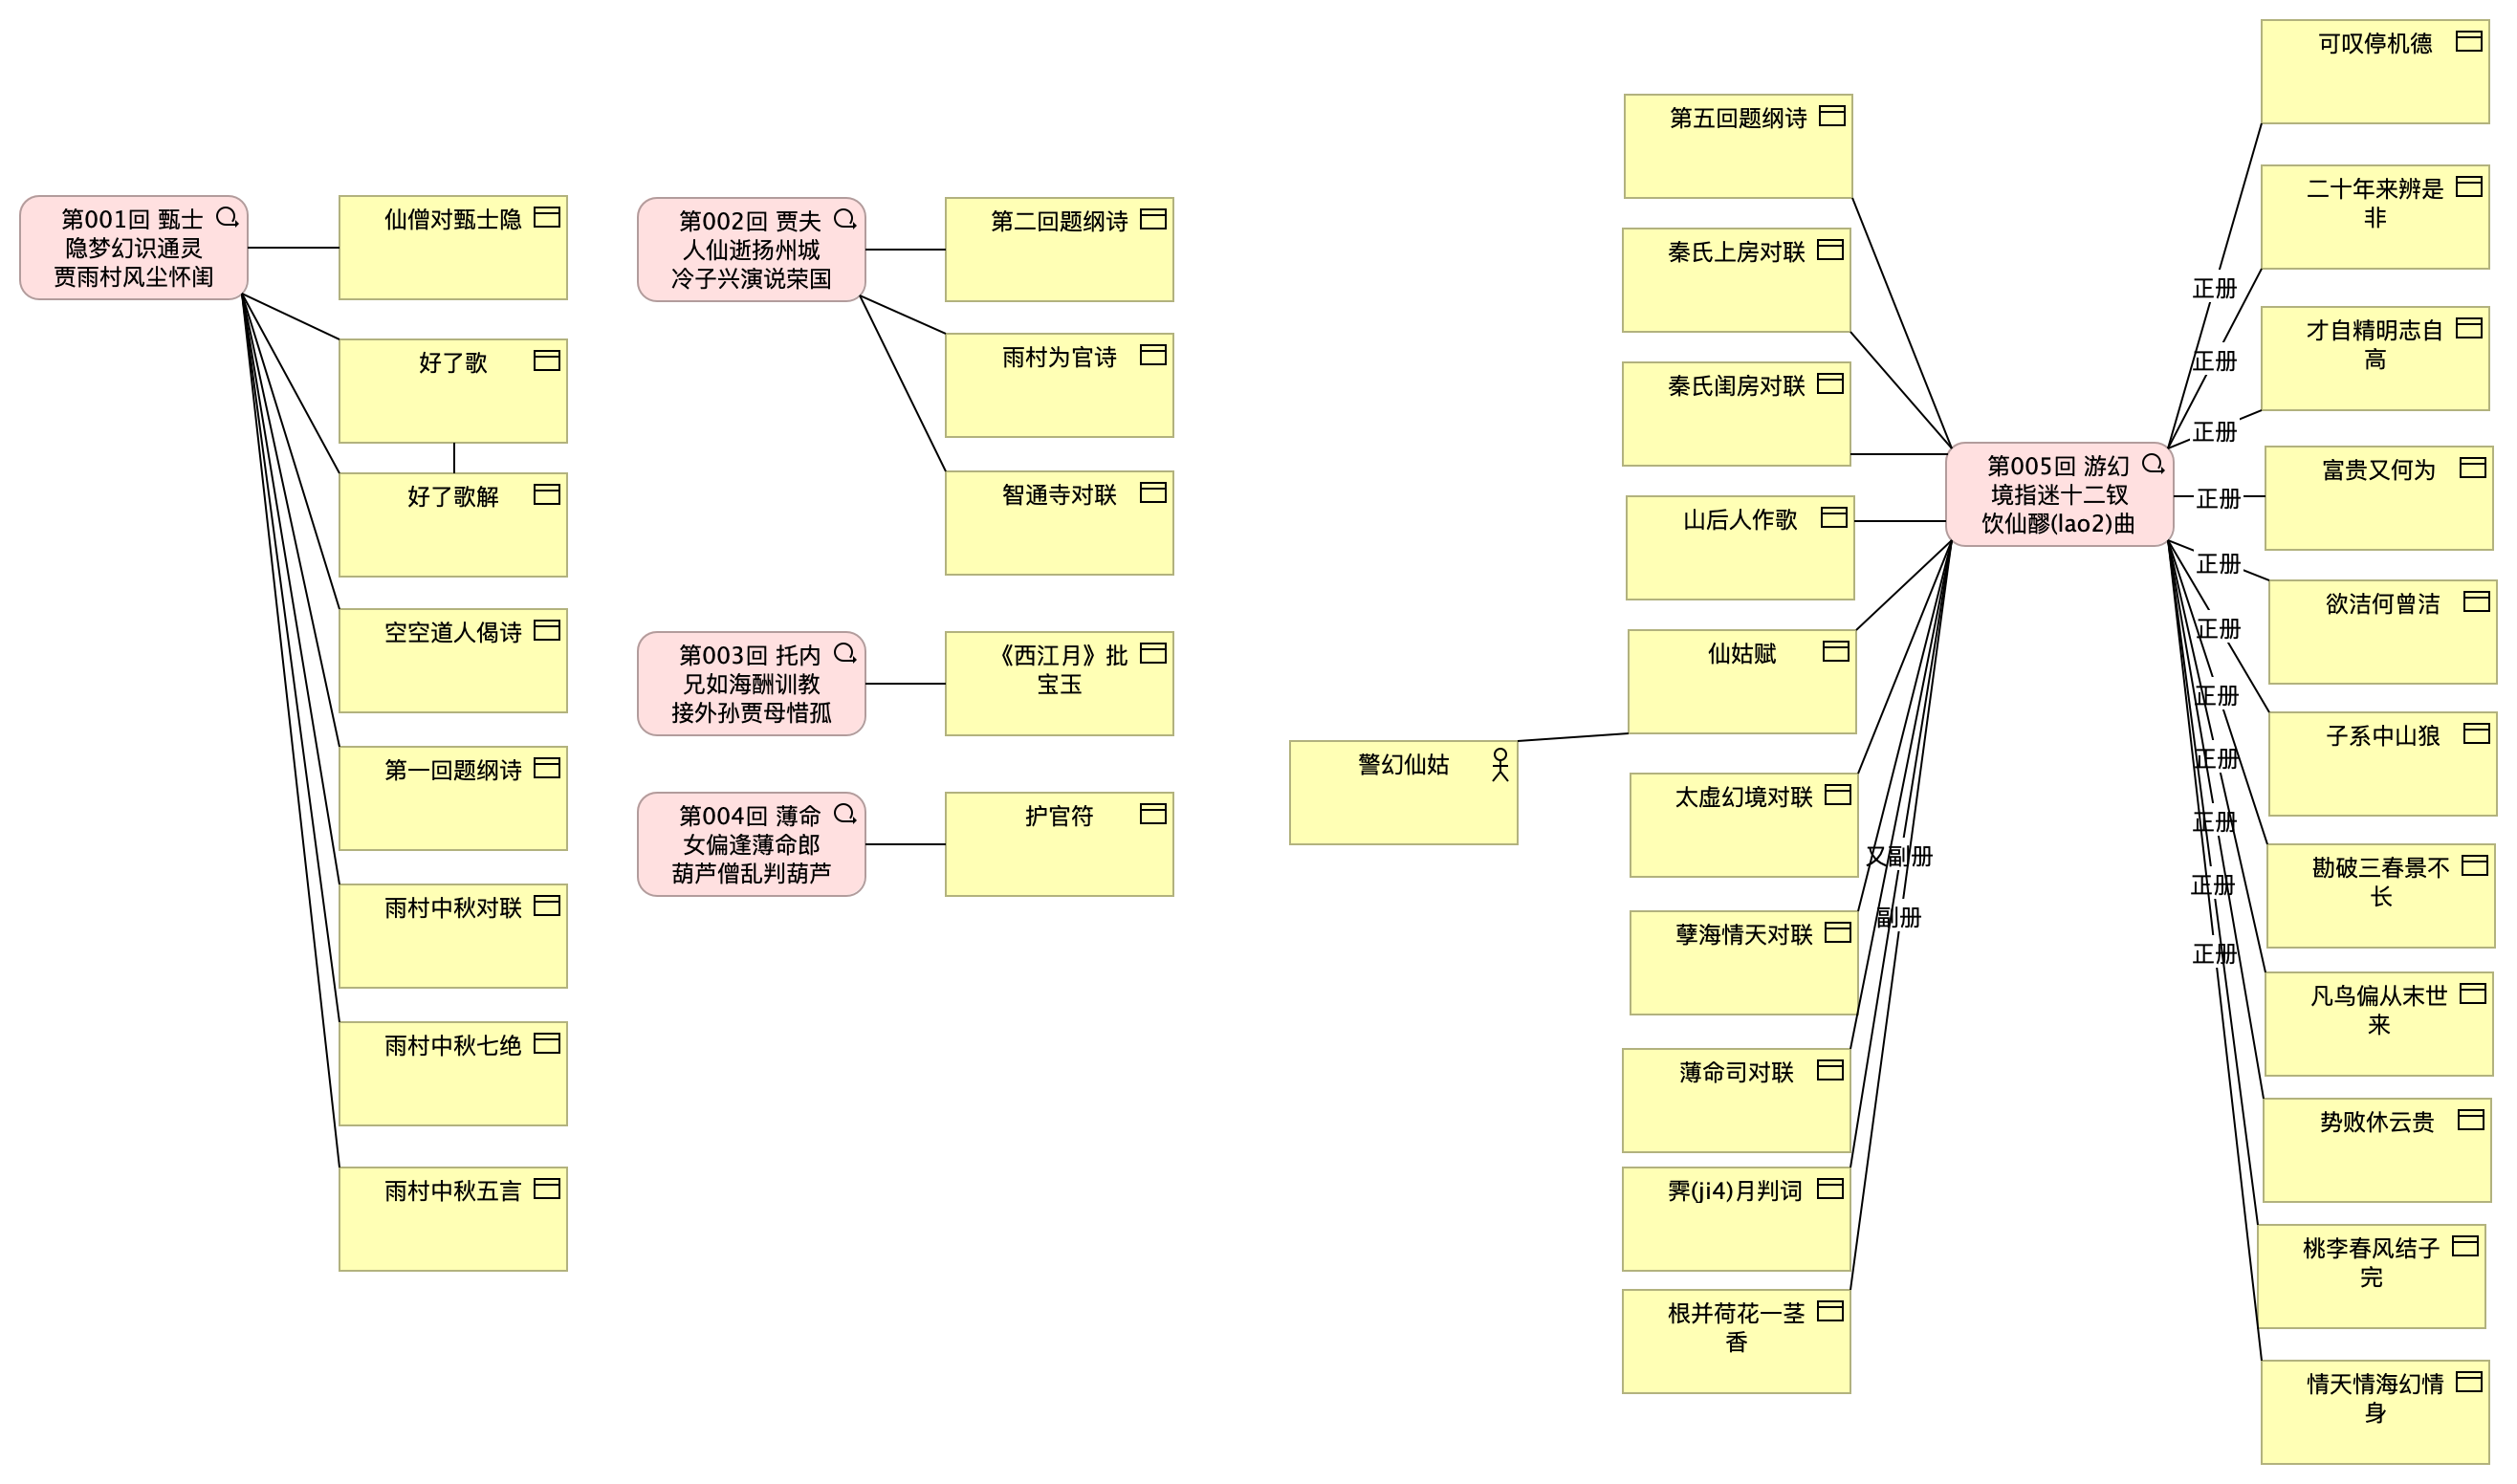 第001回 甄士
隐梦幻识通灵
贾雨村风尘怀闺
仙僧对甄士隐
好了歌
好了歌解
空空道人偈诗
第一回题纲诗
雨村中秋对联
雨村中秋七绝
雨村中秋五言
第002回 贾夫
人仙逝扬州城
冷子兴演说荣国
第二回题纲诗
雨村为官诗
智通寺对联
第003回 托内
兄如海酬训教
接外孙贾母惜孤
《西江月》批
宝玉
第004回 薄命
女偏逢薄命郎
葫芦僧乱判葫芦
护官符
第五回题纲诗
秦氏上房对联
秦氏闺房对联
山后人作歌
仙姑赋
警幻仙姑
太虚幻境对联
孽海情天对联
薄命司对联
霁(ji4)月判词
根并荷花一茎
香
又副册
副册
第005回 游幻
境指迷十二钗
饮仙醪(lao2)曲
正册
正册
正册
正册
正册
正册
正册
正册
正册
正册
正册
可叹停机德
二十年来辨是
非
才自精明志自
高
富贵又何为
欲洁何曾洁
子系中山狼
勘破三春景不
长
凡鸟偏从末世
来
势败休云贵
桃李春风结子
完
情天情海幻情
身